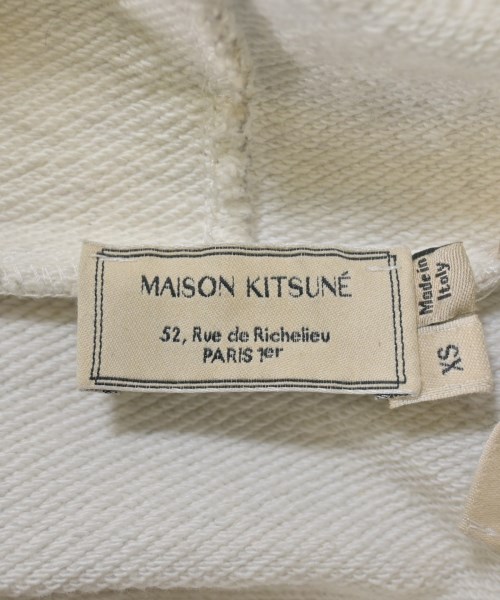 MAISON KITSUNÉ
52, Rue de Richelieu
PARIS 1er
Made in
Italy
XS